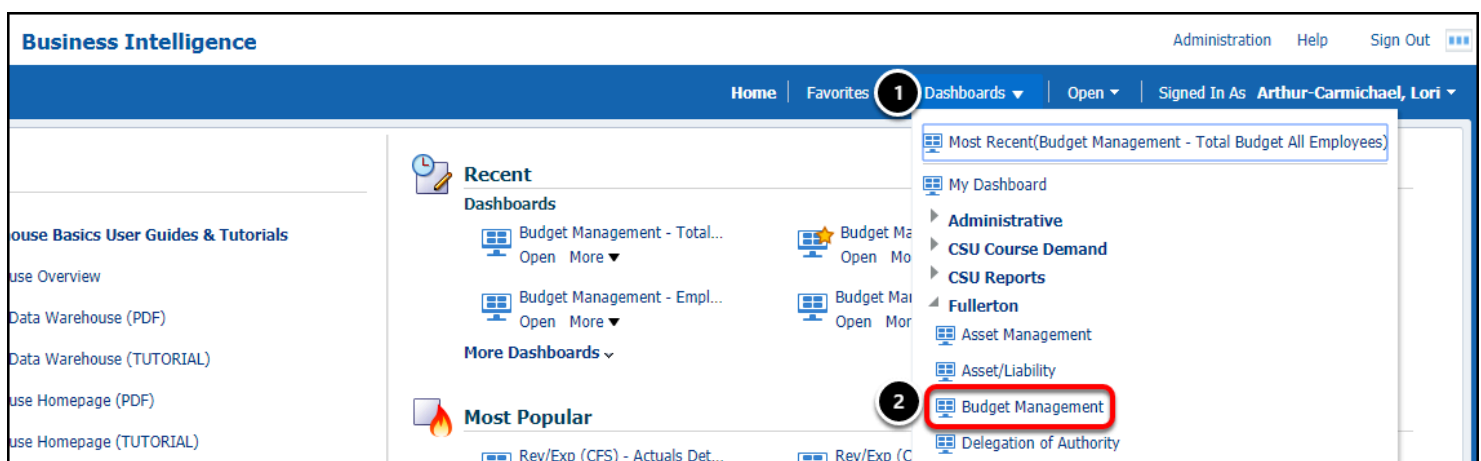 Business Intelligence
Administration Help Sign Out
Home Favorites 1 Dashboards Open Signed In As Arthur-Carmichael, Lori
Most Recent(Budget Management - Total Budget All Employees)
My Dashboard
Administrative
CSU Course Demand
CSU Reports
Fullerton
Asset Management
Asset/Liability
2 Budget Management
Delegation of Authority
ouse Basics User Guides & Tutorials
use Overview
Data Warehouse (PDF)
Data Warehouse (TUTORIAL)
use Homepage (PDF)
use Homepage (TUTORIAL)
Recent
Dashboards
Budget Management - Total...
Open More
Budget Ma
Open Mo
Budget Management - Empl...
Open More
Budget Mar
Open Mor
More Dashboards
Most Popular
Rev/Exp (CFS) - Actuals Det...
Rev/Exp (C